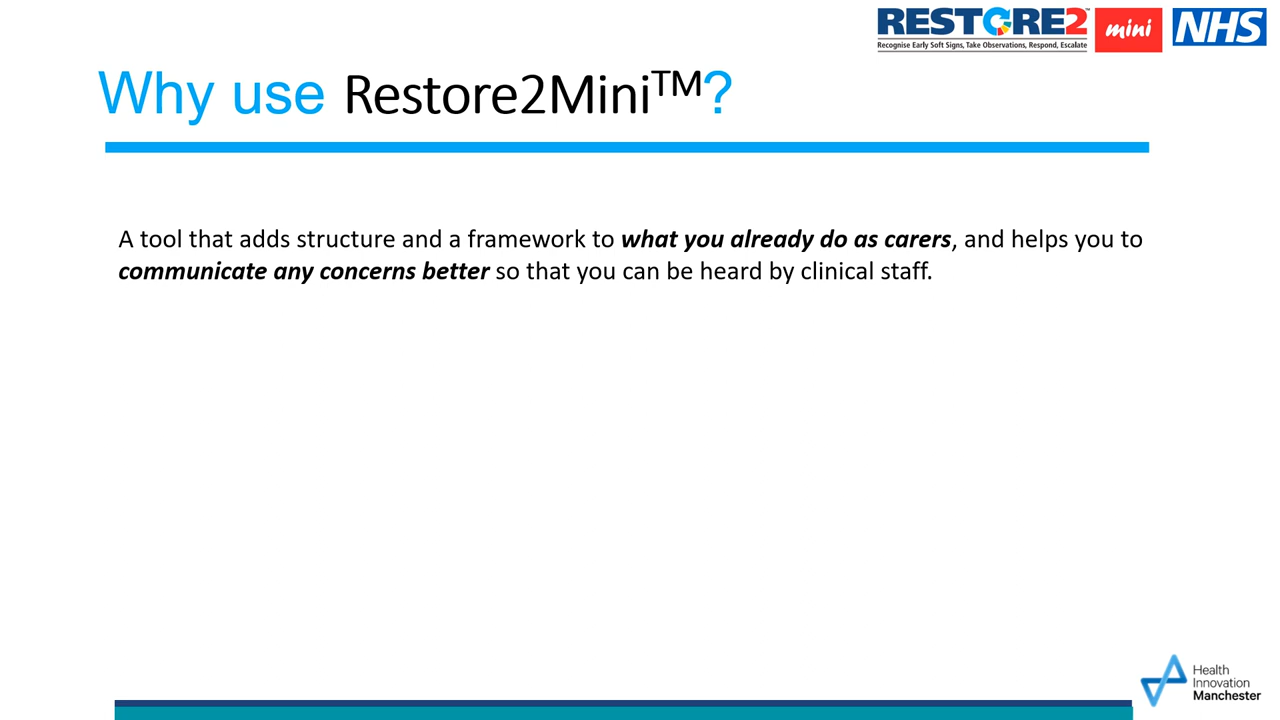 RESTORE2™ mini NHS
Recognise Early Soft Signs, Take Observations, Respond, Escalate
Why use Restore2Mini™?
A tool that adds structure and a framework to what you already do as carers, and helps you to
communicate any concerns better so that you can be heard by clinical staff.
Health
Innovation
Manchester